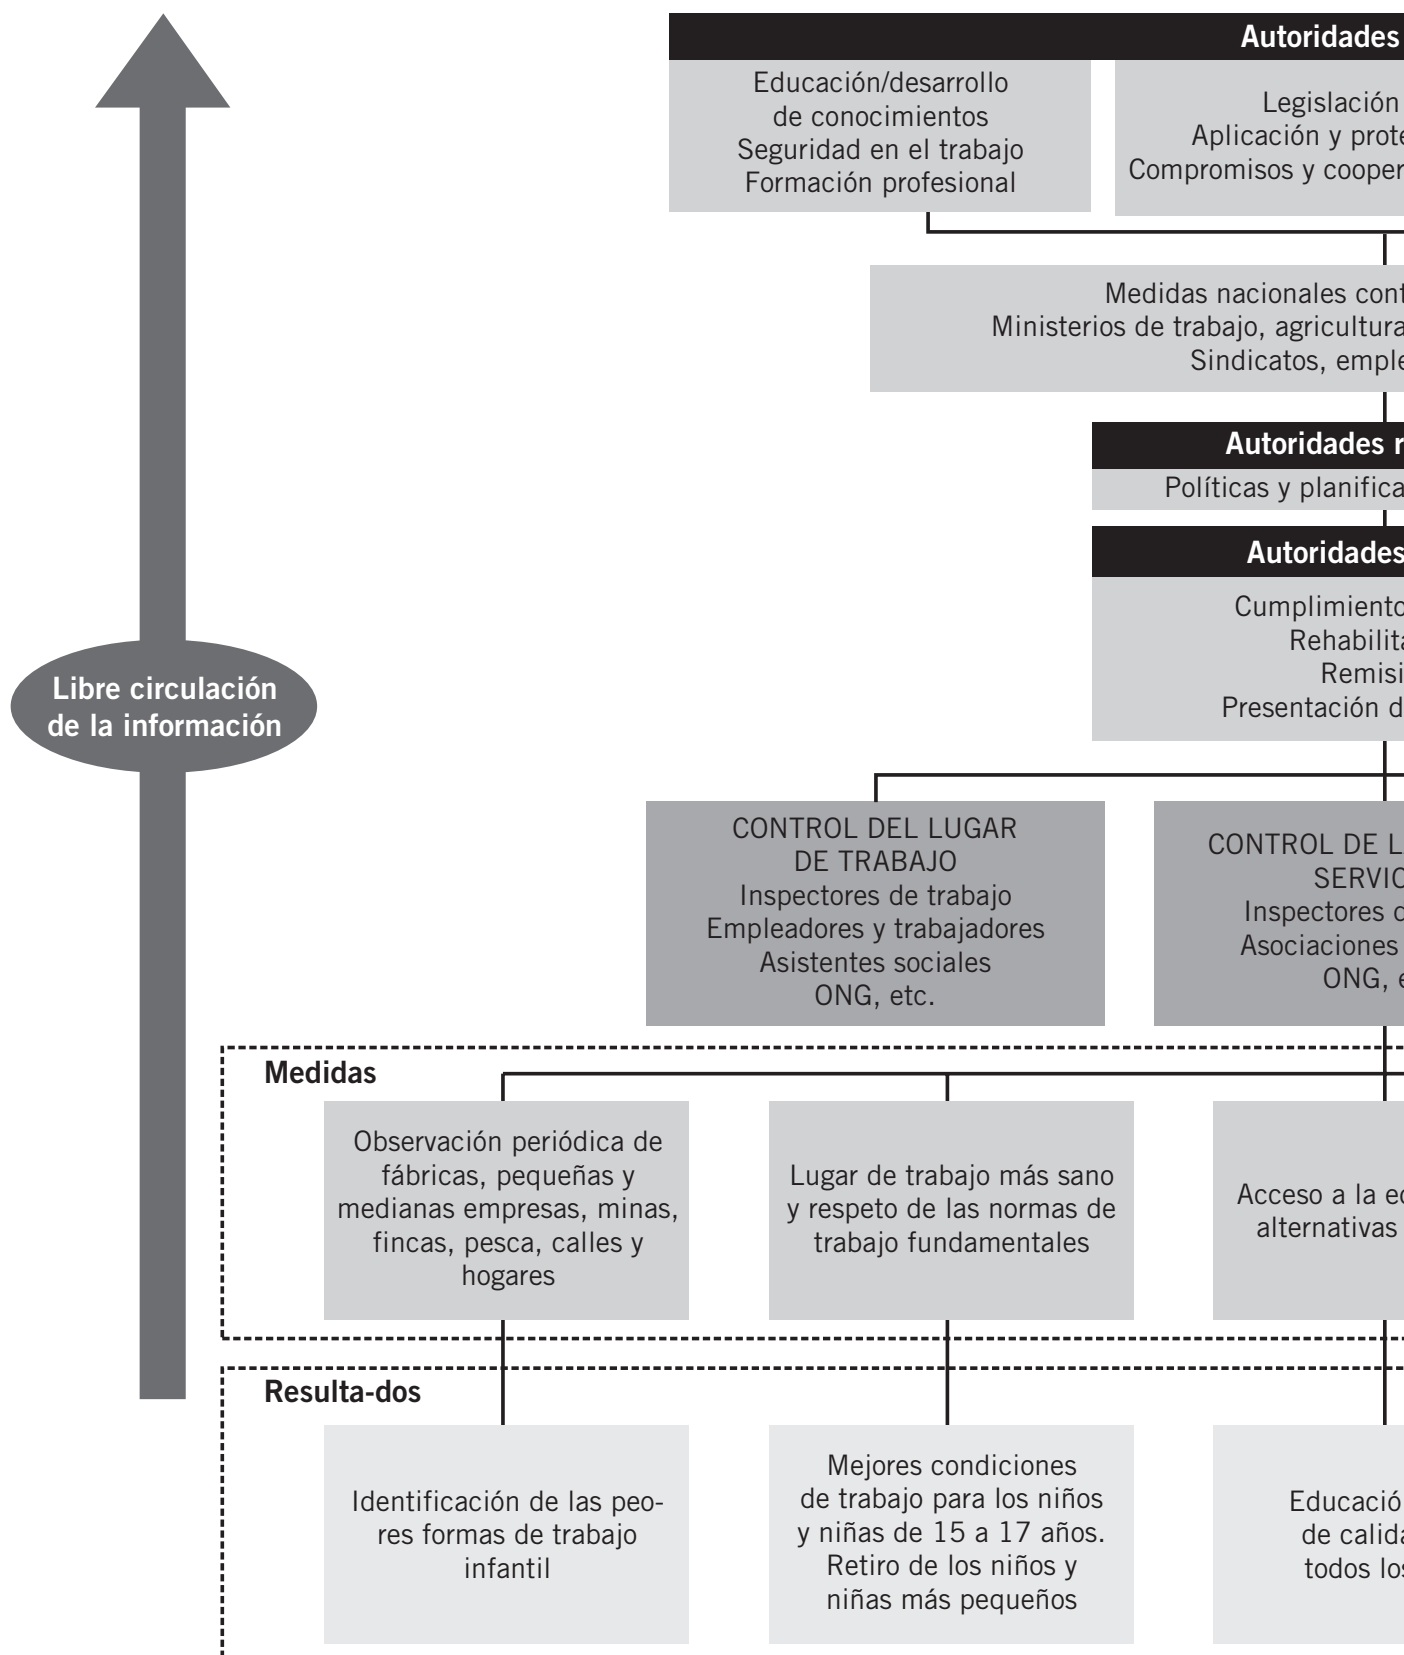 Autoridades
Educación/desarrollo
de conocimientos
Seguridad en el trabajo
Formación profesional
Legislación
Aplicación y prote
Compromisos y cooper
Medidas nacionales cont
Ministerios de trabajo, agricultura
Sindicatos, emple
Autoridades r
Políticas y planifica
Autoridades
Cumplimiento
Rehabilita
Remisi
Presentación d
Libre circulación
de la información
CONTROL DEL LUGAR
DE TRABAJO
Inspectores de trabajo
Empleadores y trabajadores
Asistentes sociales
ONG, etc.
CONTROL DE L
SERVIC
Inspectores d
Asociaciones
ONG, e
Medidas
Observación periódica de
fábricas, pequeñas y
medianas empresas, minas,
fincas, pesca, calles y
hogares
Lugar de trabajo más sano
y respeto de las normas de
trabajo fundamentales
Acceso a la ed
alternativas
Resulta-dos
Identificación de las peo-
res formas de trabajo
infantil
Mejores condiciones
de trabajo para los niños
y niñas de 15 a 17 años.
Retiro de los niños y
niñas más pequeños
Educació
de calida
todos los